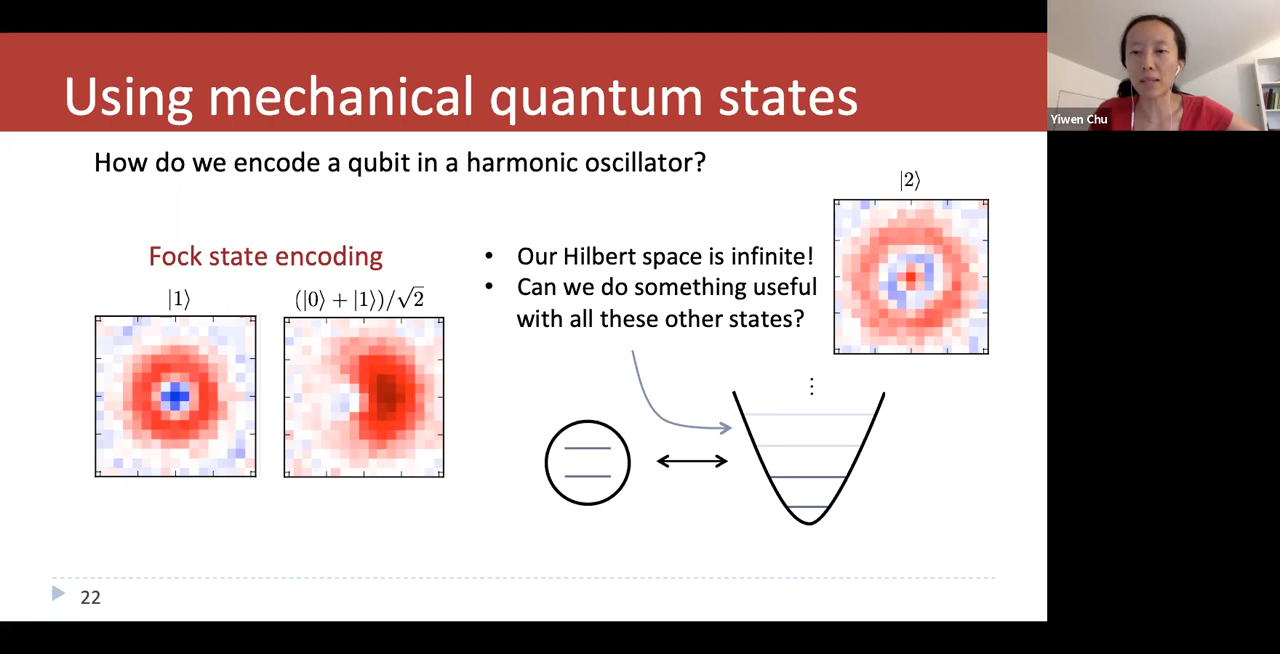 Using mechanical quantum states
Yiwen Chu
How do we encode a qubit in a harmonic oscillator?
|2⟩
Fock state encoding
|1⟩
(|0⟩ + |1⟩)/√2
• Our Hilbert space is infinite!
• Can we do something useful
with all these other states?
⋮
22